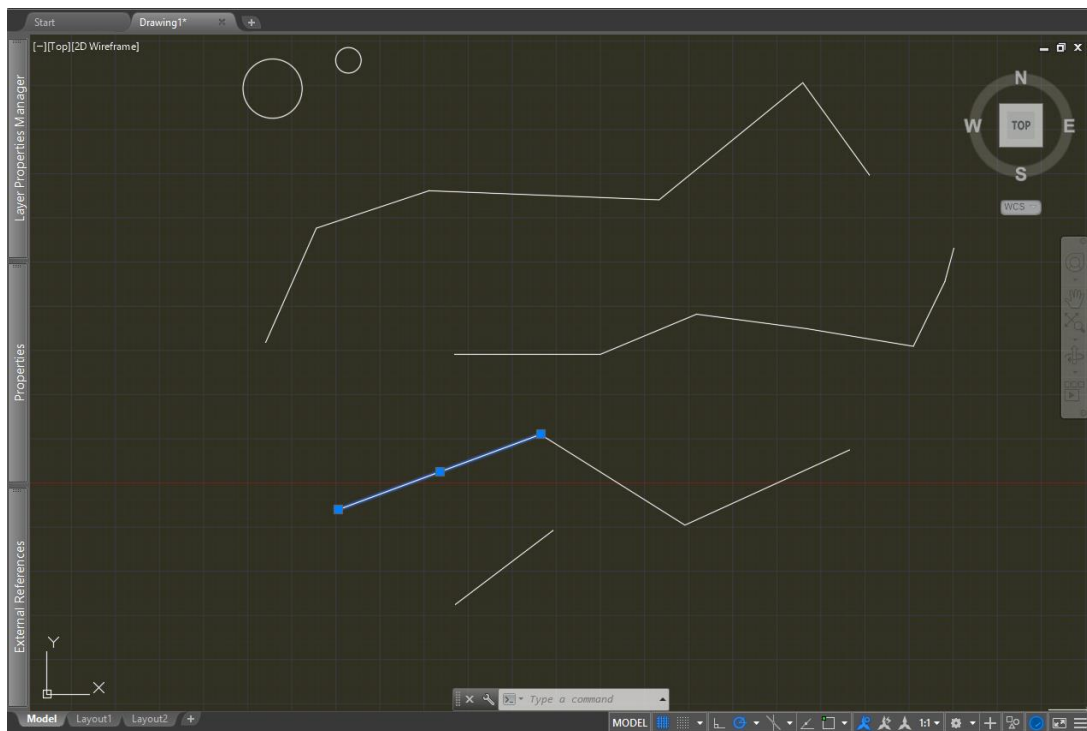 Start
Drawing1*
[−][Top][2D Wireframe]
Layer Properties Manager
Properties
External References
N
W
TOP
E
S
WCS
Y
X
Type a command
Model
Layout1
Layout2
MODEL
1:1